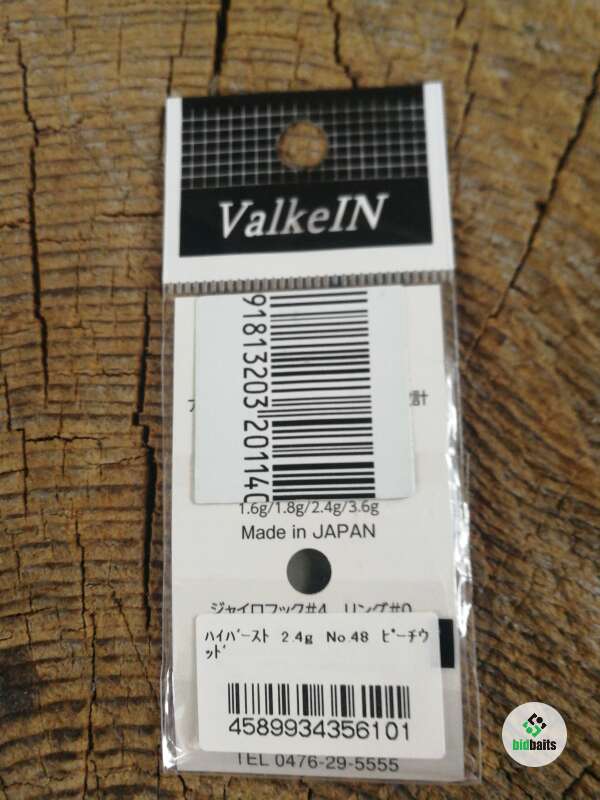 ValkeIN
91813203 201140
計
1.6g/1.8g/2.4g/3.6g
Made in JAPAN
ジャイロフック#4 リング#0
ﾊｲﾊﾞｰｽﾄ 2.4g No 48 ﾋﾟｰﾁｳ
ｯﾄﾞ
4589934356101
TEL 0476-29-5555
bidbaits